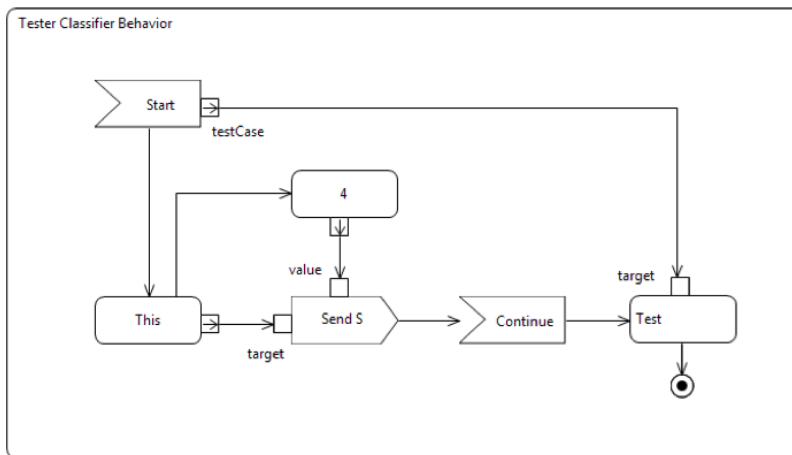 Tester Classifier Behavior
Start
testCase
4
value
target
This
target
Send S
Continue
Test